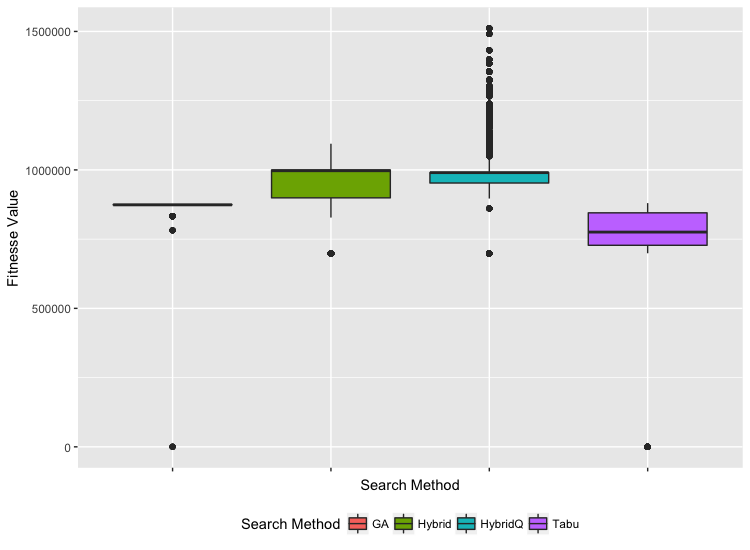 1500000
1000000
500000
0
Fitnesse Value
Search Method
Search Method GA Hybrid HybridQ Tabu